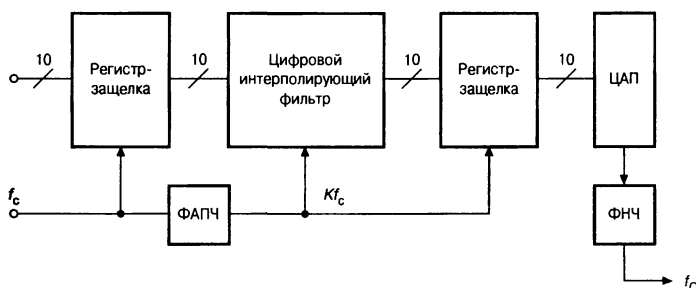 10
Регистр-
защелка
10
Цифровой
интерполирующий
фильтр
10
Регистр-
защелка
10
ЦАП
fc
ФАПЧ
Kfc
ФНЧ
fC